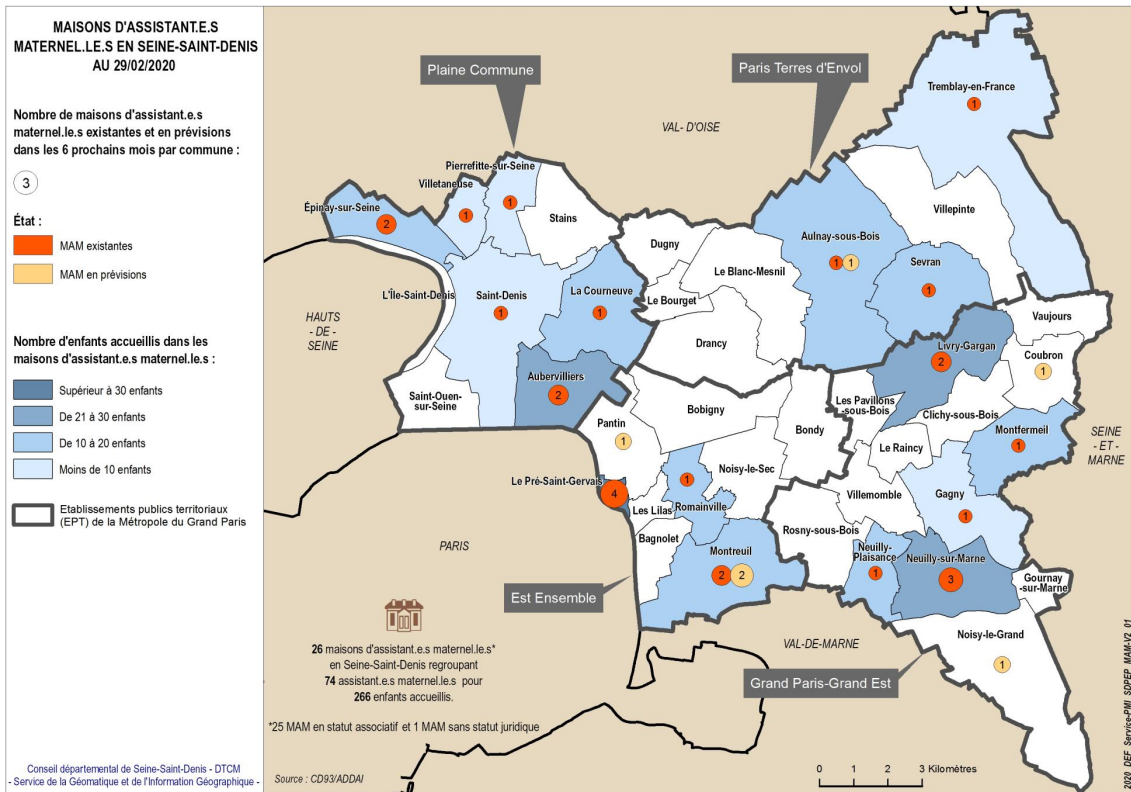 MAISONS D'ASSISTANT.E.S
MATERNEL.LE.S EN SEINE-SAINT-DENIS
AU 29/02/2020
Nombre de maisons d'assistant.e.s
maternel.le.s existantes et en prévisions
dans les 6 prochains mois par commune :
3
État :
MAM existantes
MAM en prévisions
Nombre d'enfants accueillis dans les
maisons d'assistant.e.s maternel.le.s :
Supérieur à 30 enfants
De 21 à 30 enfants
De 10 à 20 enfants
Moins de 10 enfants
Etablissements publics territoriaux
(EPT) de la Métropole du Grand Paris
Conseil départemental de Seine-Saint-Denis - DTCM
- Service de la Géomatique et de l'Information Géographique -
Plaine Commune
Paris Terres d'Envol
VAL- D'OISE
Tremblay-en-France
1
Pierrefitte-sur-Seine
1
Villetaneuse
1
Épinay-sur-Seine
2
Stains
Villepinte
Dugny
Aulnay-sous-Bois
1
1
Le Blanc-Mesnil
Sevran
1
L'Île-Saint-Denis
Saint-Denis
1
La Courneuve
1
Le Bourget
HAUTS
- DE -
SEINE
Vaujours
Drancy
Livry-Gargan
2
Coubron
1
Aubervilliers
2
Saint-Ouen-
sur-Seine
Les Pavillons
-sous-Bois
Clichy-sous-Bois
Bobigny
Pantin
1
Bondy
Montfermeil
1
SEINE
- ET -
MARNE
Le Raincy
Noisy-le-Sec
Le Pré-Saint-Gervais
4
1
Romainville
Villemomble
Gagny
1
Les Lilas
Rosny-sous-Bois
Bagnolet
PARIS
Montreuil
2
2
Neuilly-
Plaisance
1
Neuilly-sur-Marne
3
Gournay
-sur-Marne
Est Ensemble
Noisy-le-Grand
1
VAL-DE-MARNE
Grand Paris-Grand Est
26 maisons d'assistant.e.s maternel.le.s*
en Seine-Saint-Denis regroupant
74 assistant.e.s maternel.le.s pour
266 enfants accueillis.
*25 MAM en statut associatif et 1 MAM sans statut juridique
Source : CD93/ADDAI
0 1 2 3 Kilomètres
2020_DEF_Service-PMI_SDPEP_MAM-V2_01